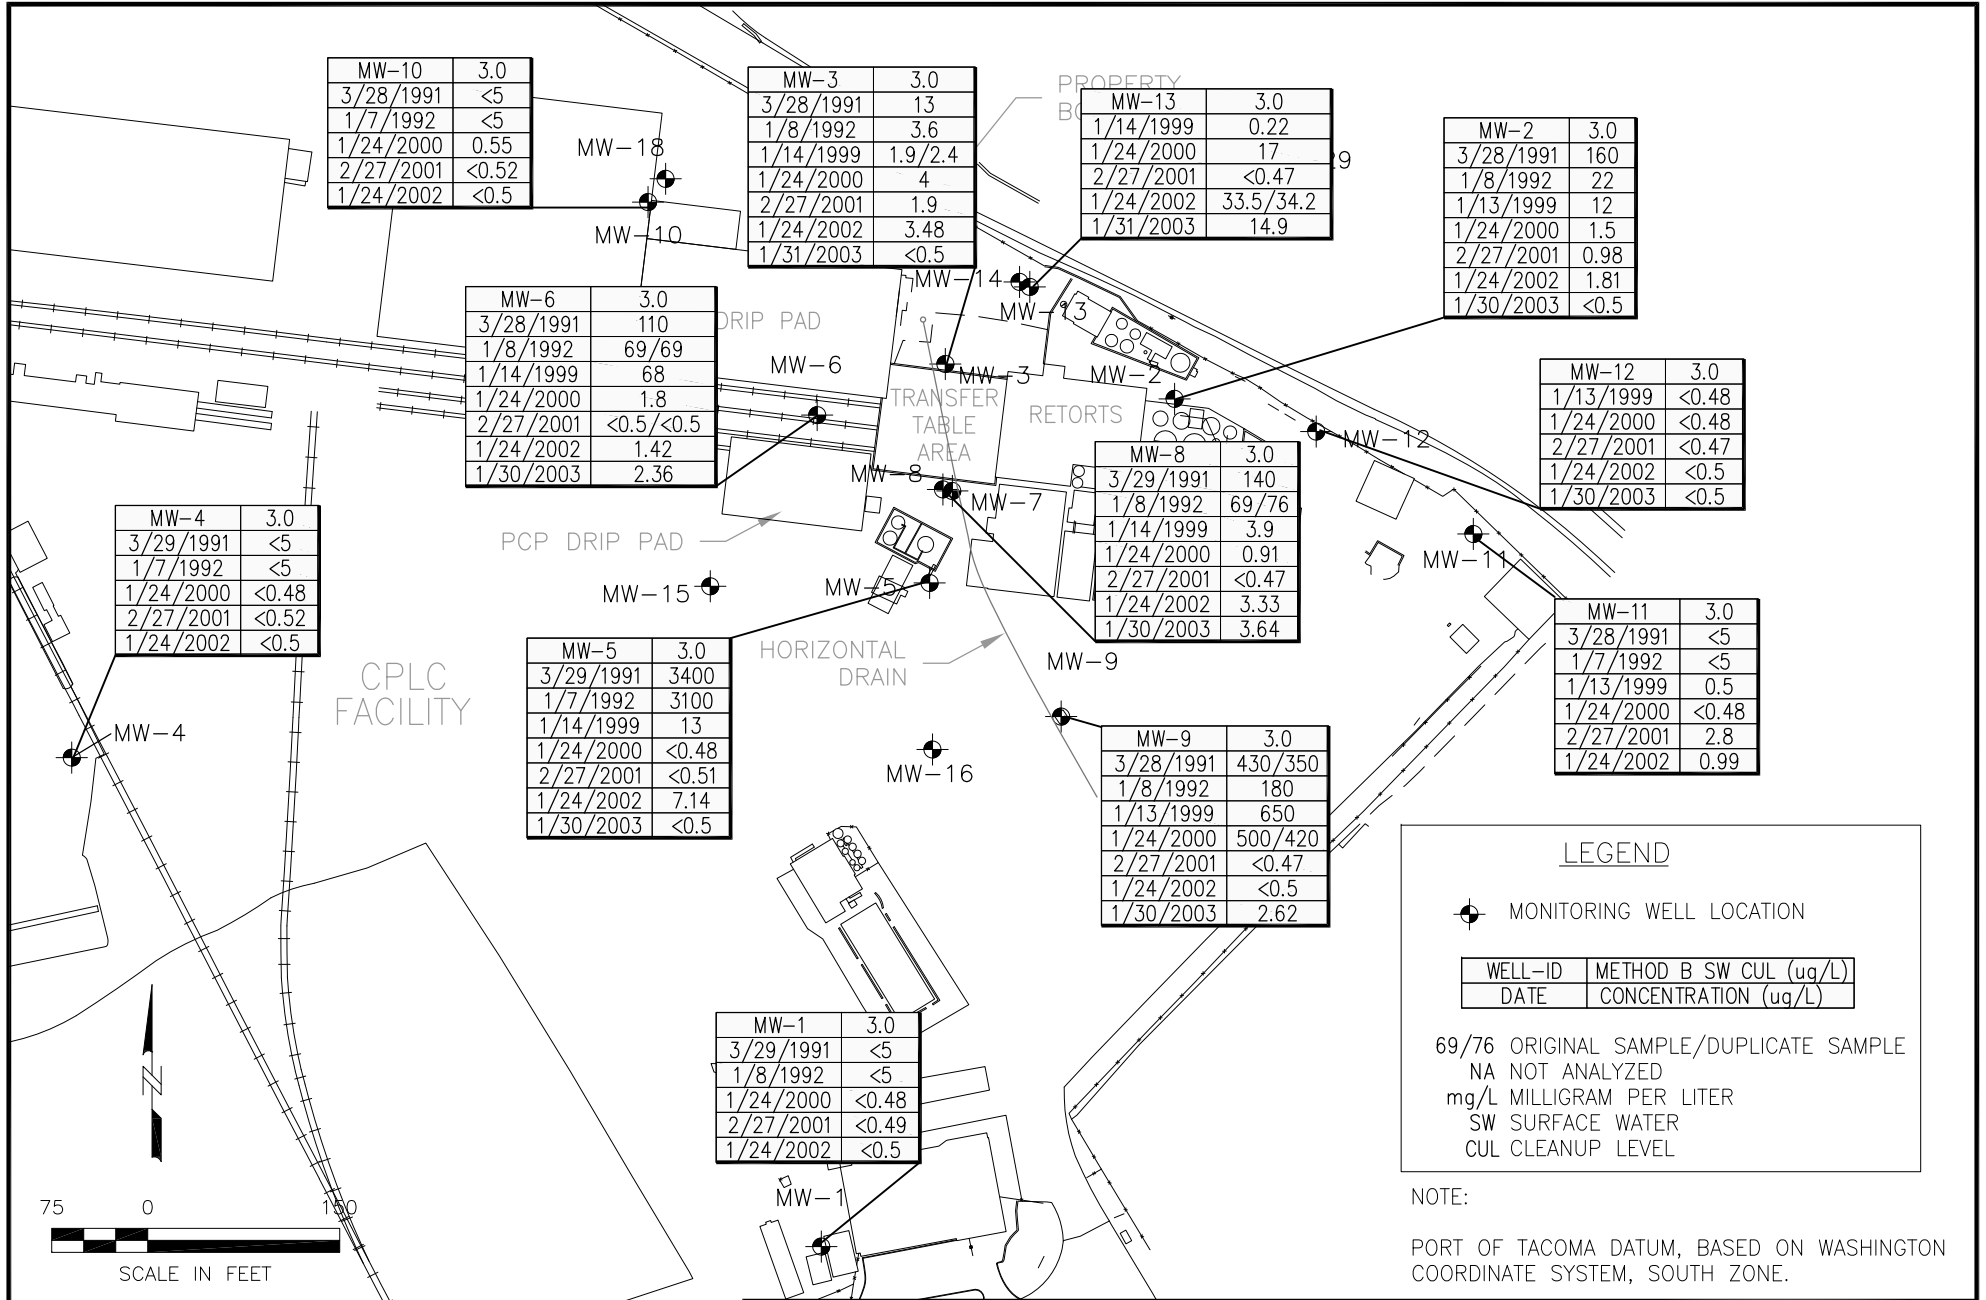 MW-10 3.0
3/28/1991 <5
1/7/1992 <5
1/24/2000 0.55
2/27/2001 <0.52
1/24/2002 <0.5
MW-18
MW-10
MW-3 3.0
3/28/1991 13
1/8/1992 3.6
1/14/1999 1.9/2.4
1/24/2000 4
2/27/2001 1.9
1/24/2002 3.48
1/31/2003 <0.5
PROPERTY
MW-13 3.0
1/14/1999 0.22
1/24/2000 17
2/27/2001 <0.47
1/24/2002 33.5/34.2
1/31/2003 14.9
9
MW-2 3.0
3/28/1991 160
1/8/1992 22
1/13/1999 12
1/24/2000 1.5
2/27/2001 0.98
1/24/2002 1.81
1/30/2003 <0.5
MW-14
MW-13
MW-6 3.0
3/28/1991 110
1/8/1992 69/69
1/14/1999 68
1/24/2000 1.8
2/27/2001 <0.5/<0.5
1/24/2002 1.42
1/30/2003 2.36
DRIP PAD
MW-6
MW-3
MW-2
TRANSFER
TABLE
AREA
RETORTS
MW-12 3.0
1/13/1999 <0.48
1/24/2000 <0.48
2/27/2001 <0.47
1/24/2002 <0.5
1/30/2003 <0.5
MW-12
MW-8
MW-7
MW-8 3.0
3/29/1991 140
1/8/1992 69/76
1/14/1999 3.9
1/24/2000 0.91
2/27/2001 <0.47
1/24/2002 3.33
1/30/2003 3.64
MW-4 3.0
3/29/1991 <5
1/7/1992 <5
1/24/2000 <0.48
2/27/2001 <0.52
1/24/2002 <0.5
PCP DRIP PAD
MW-15
MW-5
MW-11
MW-11 3.0
3/28/1991 <5
1/7/1992 <5
1/13/1999 0.5
1/24/2000 <0.48
2/27/2001 2.8
1/24/2002 0.99
MW-5 3.0
3/29/1991 3400
1/7/1992 3100
1/14/1999 13
1/24/2000 <0.48
2/27/2001 <0.51
1/24/2002 7.14
1/30/2003 <0.5
HORIZONTAL
DRAIN
MW-9
CPLC
FACILITY
MW-4
MW-16
MW-9 3.0
3/28/1991 430/350
1/8/1992 180
1/13/1999 650
1/24/2000 500/420
2/27/2001 <0.47
1/24/2002 <0.5
1/30/2003 2.62
MW-1 3.0
3/29/1991 <5
1/8/1992 <5
1/24/2000 <0.48
2/27/2001 <0.49
1/24/2002 <0.5
MW-1
N
75 0 150
SCALE IN FEET
LEGEND
MONITORING WELL LOCATION
WELL-ID METHOD B SW CUL (ug/L)
DATE CONCENTRATION (ug/L)
69/76 ORIGINAL SAMPLE/DUPLICATE SAMPLE
NA NOT ANALYZED
mg/L MILLIGRAM PER LITER
SW SURFACE WATER
CUL CLEANUP LEVEL
NOTE:
PORT OF TACOMA DATUM, BASED ON WASHINGTON
COORDINATE SYSTEM, SOUTH ZONE.